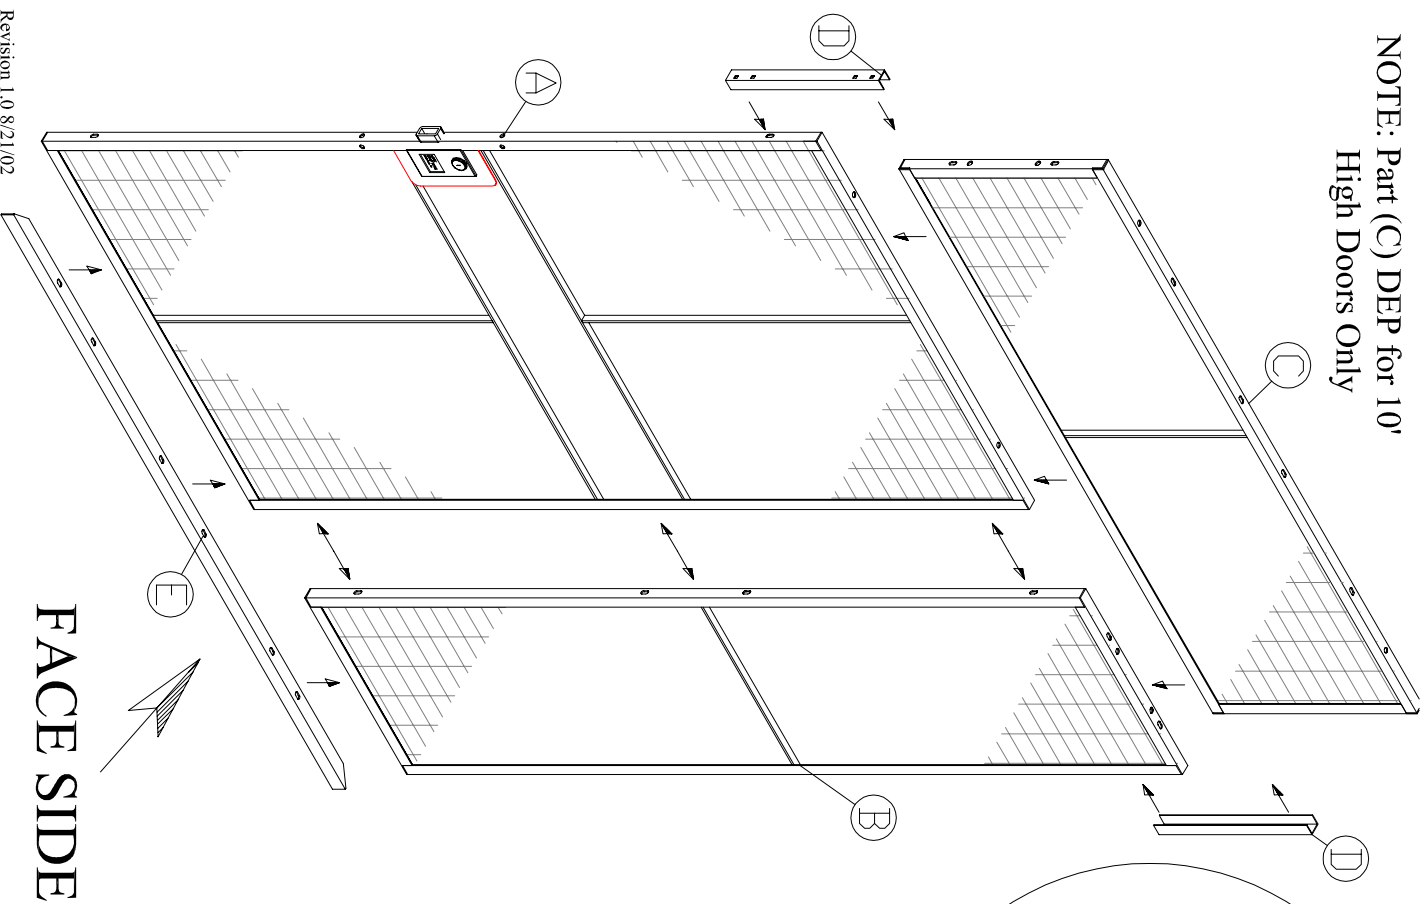 NOTE: Part (C) DEP for 10'
High Doors Only
D
A
C
E
B
D
FACE SIDE
Revision 1.0 8/21/02